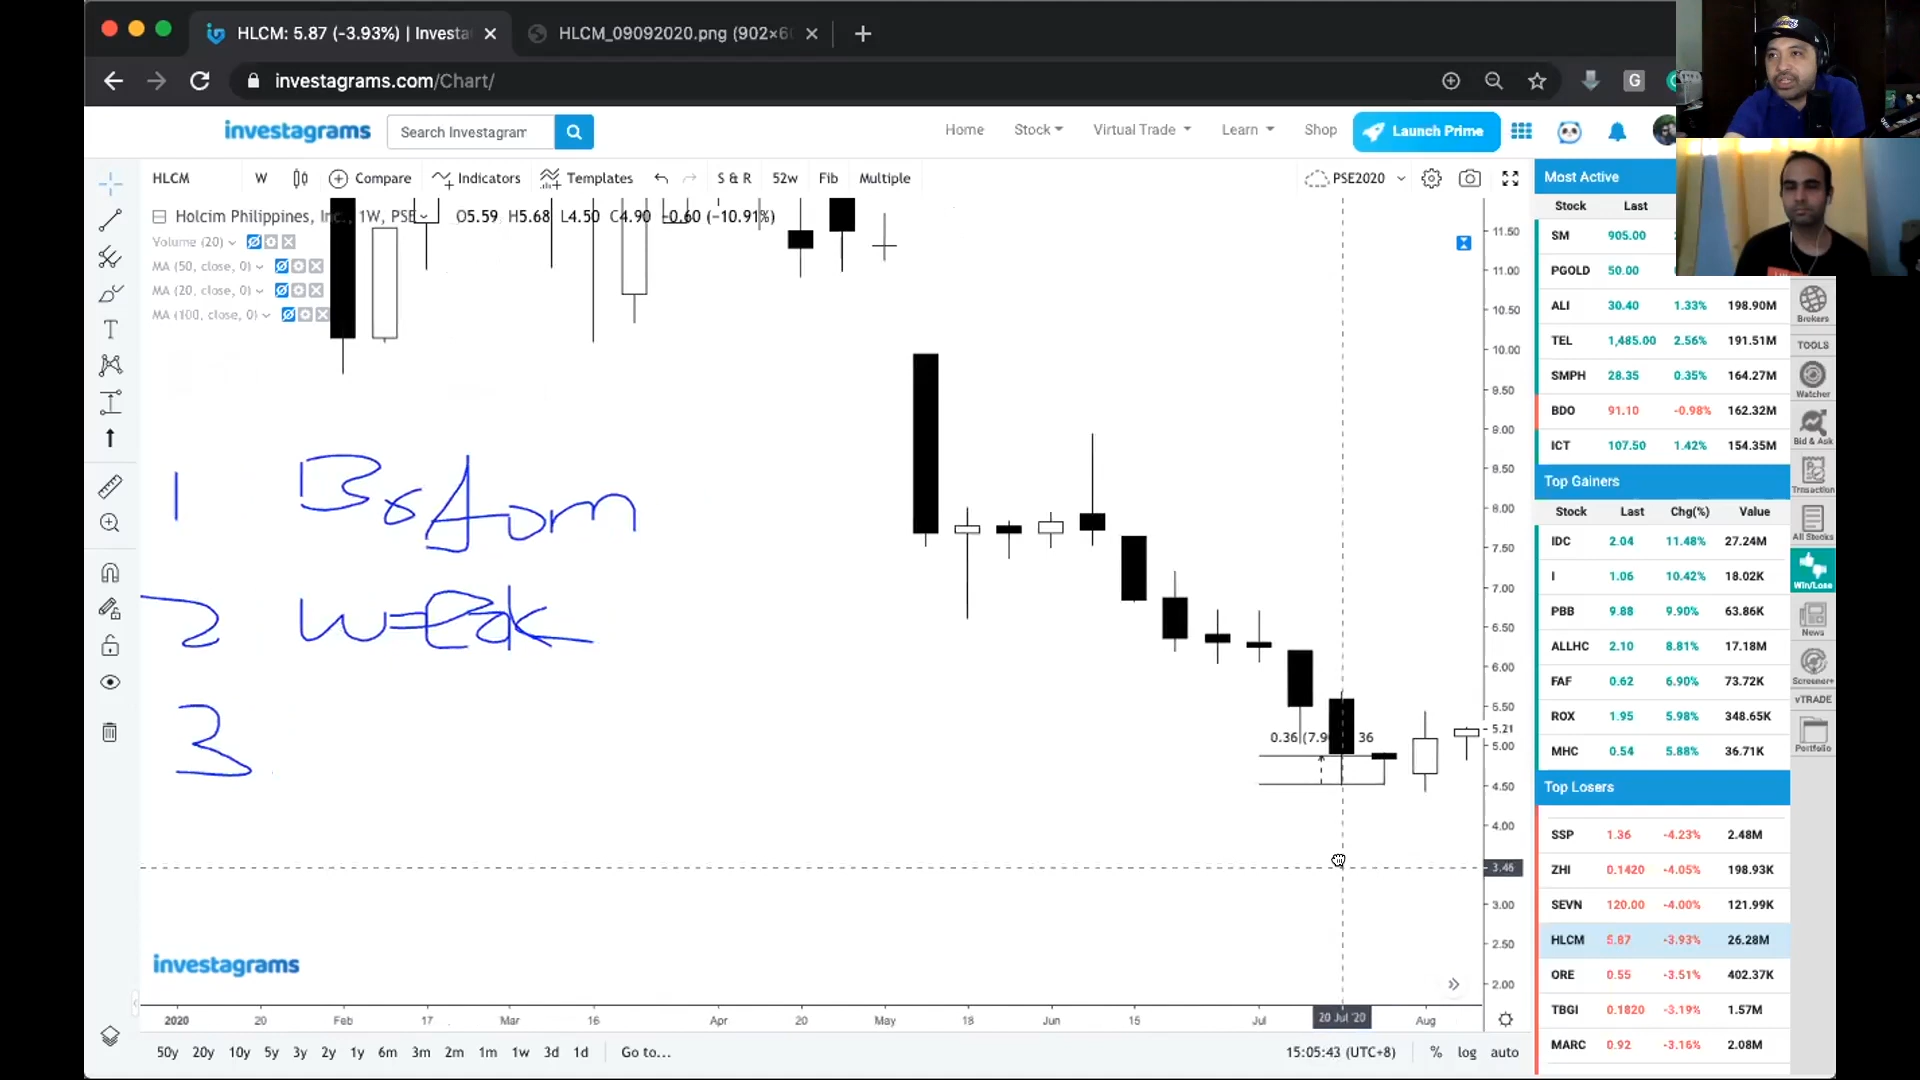 HLCM: 5.87 (-3.93%) | Investa
HLCM_09092020.png (902×6
investagrams.com/Chart/
G
investagrams
Search Investagram
Home
Stock
Virtual Trade
Learn
Shop
Launch Prime
HLCM
W
Compare
Indicators
Templates
S & R
52w
Fib
Multiple
PSE2020
Holcim Philippines, Inc., 1W, PSE
O5.59 H5.68 L4.50 C4.90 -0.60 (-10.91%)
Volume (20)
MA (50, close, 0)
MA (20, close, 0)
MA (100, close, 0)
1 Bottom
2 week
3
0.36 (7.9
36
11.50
11.00
10.50
10.00
9.50
9.00
8.50
8.00
7.50
7.00
6.50
6.00
5.50
5.21
5.00
4.50
4.00
3.46
3.00
2.50
2.00
investagrams
2020 20 Feb 17 Mar 16 Apr 20 May 18 Jun 15 Jul 20 Jul '20 Aug
50y 20y 10y 5y 3y 2y 1y 6m 3m 2m 1m 1w 3d 1d Go to...
15:05:43 (UTC+8) % log auto
Most Active
Stock Last
SM 905.00
PGOLD 50.00
ALI 30.40 1.33% 198.90M
TEL 1,485.00 2.56% 191.51M
SMPH 28.35 0.35% 164.27M
BDO 91.10 -0.98% 162.32M
ICT 107.50 1.42% 154.35M
Top Gainers
Stock Last Chg(%) Value
IDC 2.04 11.48% 27.24M
I 1.06 10.42% 18.02K
PBB 9.88 9.90% 63.86K
ALLHC 2.10 8.81% 17.18M
FAF 0.62 6.90% 73.72K
ROX 1.95 5.98% 348.65K
MHC 0.54 5.88% 36.71K
Top Losers
SSP 1.36 -4.23% 2.48M
ZHI 0.1420 -4.05% 198.93K
SEVN 120.00 -4.00% 121.99K
HLCM 5.87 -3.93% 26.28M
ORE 0.55 -3.51% 402.37K
TBGI 0.1820 -3.19% 1.57M
MARC 0.92 -3.16% 2.08M
Brokers
TOOLS
Watcher
Bid & Ask
Trnsaction
All Stocks
Win/Lose
News
Screener+
vTRADE
Portfolio